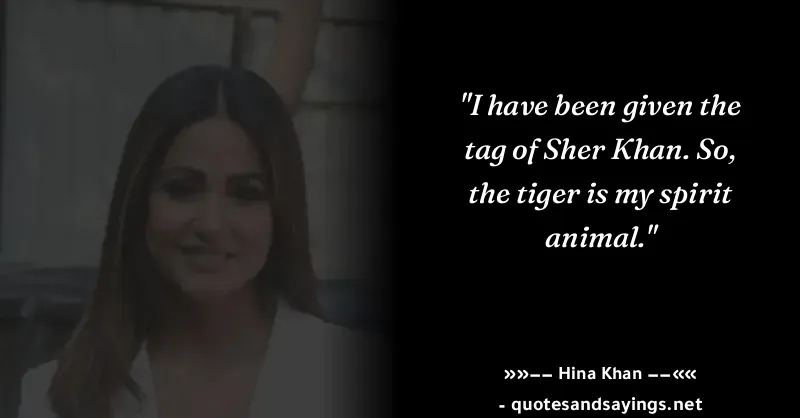 "I have been given the
tag of Sher Khan. So,
the tiger is my spirit
animal."
»»−− Hina Khan −−««
- quotesandsayings.net